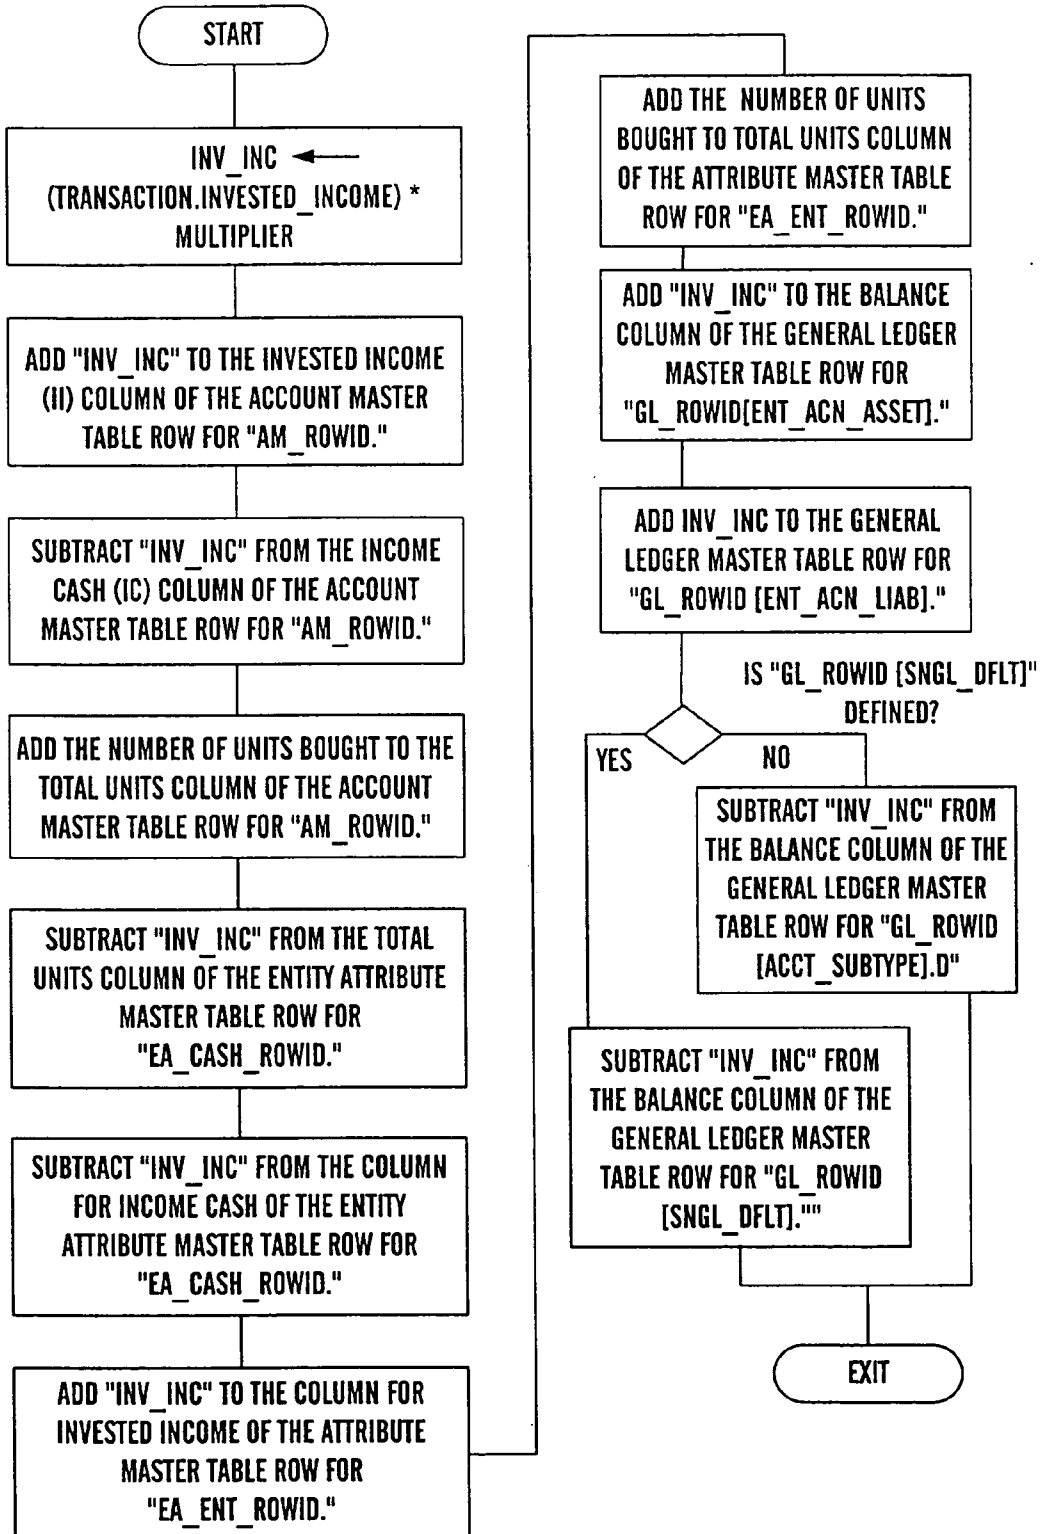 START
INV_INC ←
(TRANSACTION.INVESTED_INCOME) *
MULTIPLIER
ADD "INV_INC" TO THE INVESTED INCOME
(II) COLUMN OF THE ACCOUNT MASTER
TABLE ROW FOR "AM_ROWID."
SUBTRACT "INV_INC" FROM THE INCOME
CASH (IC) COLUMN OF THE ACCOUNT
MASTER TABLE ROW FOR "AM_ROWID."
ADD THE NUMBER OF UNITS BOUGHT TO THE
TOTAL UNITS COLUMN OF THE ACCOUNT
MASTER TABLE ROW FOR "AM_ROWID."
SUBTRACT "INV_INC" FROM THE TOTAL
UNITS COLUMN OF THE ENTITY ATTRIBUTE
MASTER TABLE ROW FOR
"EA_CASH_ROWID."
SUBTRACT "INV_INC" FROM THE COLUMN
FOR INCOME CASH OF THE ENTITY
ATTRIBUTE MASTER TABLE ROW FOR
"EA_CASH_ROWID."
ADD "INV_INC" TO THE COLUMN FOR
INVESTED INCOME OF THE ATTRIBUTE
MASTER TABLE ROW FOR
"EA_ENT_ROWID."
ADD THE NUMBER OF UNITS
BOUGHT TO TOTAL UNITS COLUMN
OF THE ATTRIBUTE MASTER TABLE
ROW FOR "EA_ENT_ROWID."
ADD "INV_INC" TO THE BALANCE
COLUMN OF THE GENERAL LEDGER
MASTER TABLE ROW FOR
"GL_ROWID[ENT_ACN_ASSET]."
ADD INV_INC TO THE GENERAL
LEDGER MASTER TABLE ROW FOR
"GL_ROWID [ENT_ACN_LIAB]."
IS "GL_ROWID [SNGL_DFLT]"
DEFINED?
YES
NO
SUBTRACT "INV_INC" FROM
THE BALANCE COLUMN OF THE
GENERAL LEDGER MASTER
TABLE ROW FOR "GL_ROWID
[ACCT_SUBTYPE].D"
SUBTRACT "INV_INC" FROM
THE BALANCE COLUMN OF THE
GENERAL LEDGER MASTER
TABLE ROW FOR "GL_ROWID
[SNGL_DFLT].""
EXIT